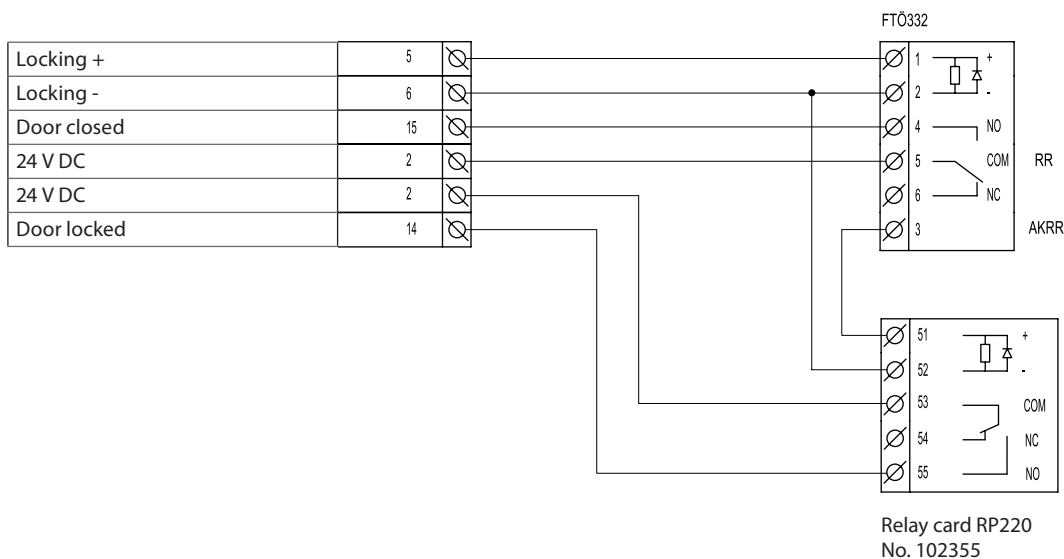 FTÖ332
Locking + 5 1 +
Locking - 6 2 -
Door closed 15 4 NO
24 V DC 2 5 COM RR
24 V DC 2 6 NC
Door locked 14 3 AKRR
51 +
52 -
53 COM
54 NC
55 NO
Relay card RP220
No. 102355